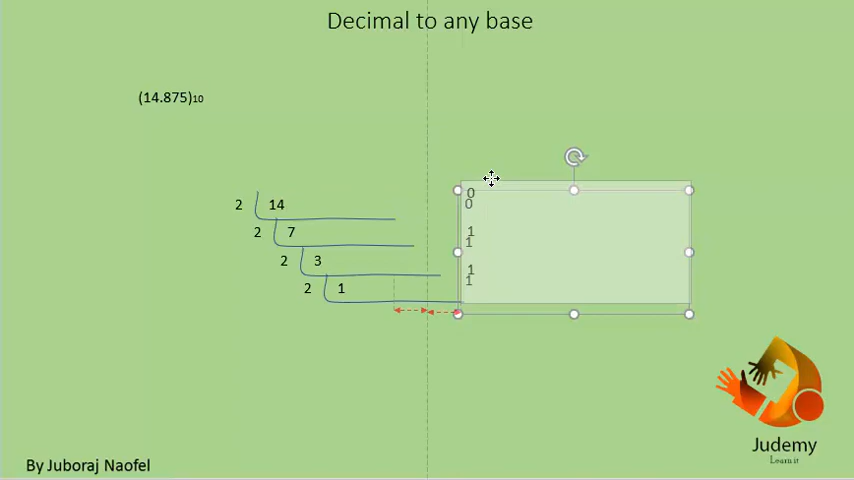 Decimal to any base
(14.875)10
2 14
2 7
2 3
2 1
0
0
1
1
1
1
Judemy
Learn it
By Juboraj Naofel